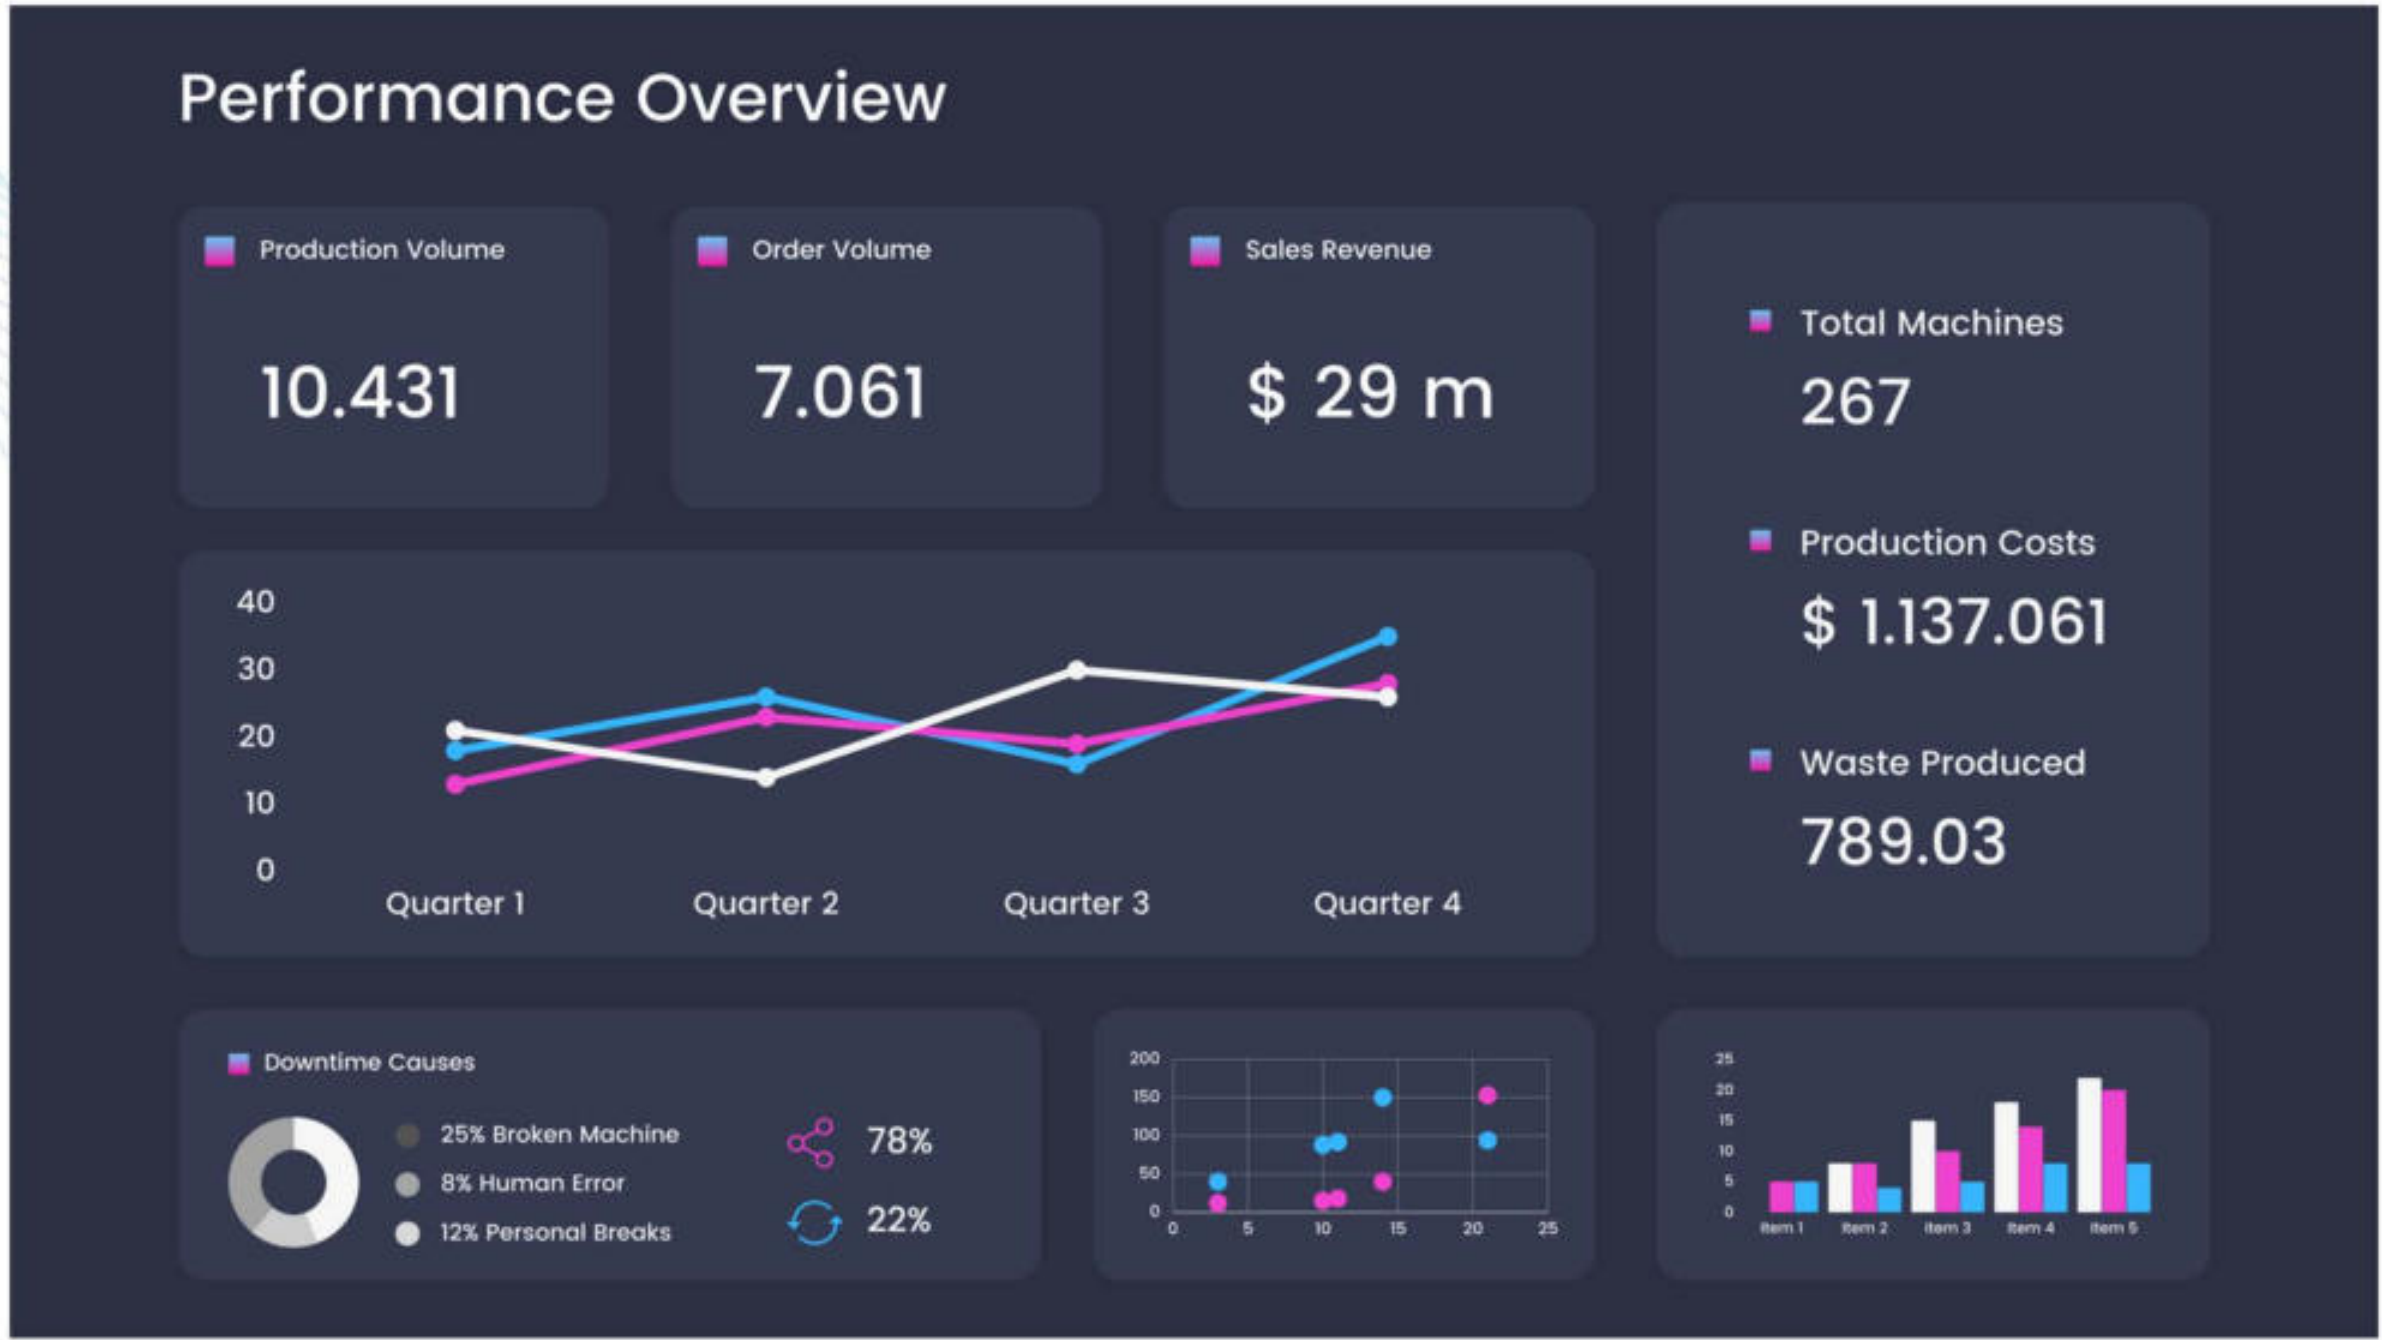 Performance Overview
Production Volume
10.431
Order Volume
7.061
Sales Revenue
$ 29 m
Total Machines
267
Production Costs
$ 1.137.061
Waste Produced
789.03
40
30
20
10
0
Quarter 1
Quarter 2
Quarter 3
Quarter 4
Downtime Causes
25% Broken Machine
8% Human Error
12% Personal Breaks
78%
22%
200
150
100
50
0
0
5
10
15
20
25
25
20
15
10
5
0
Item 1
Item 2
Item 3
Item 4
Item 5